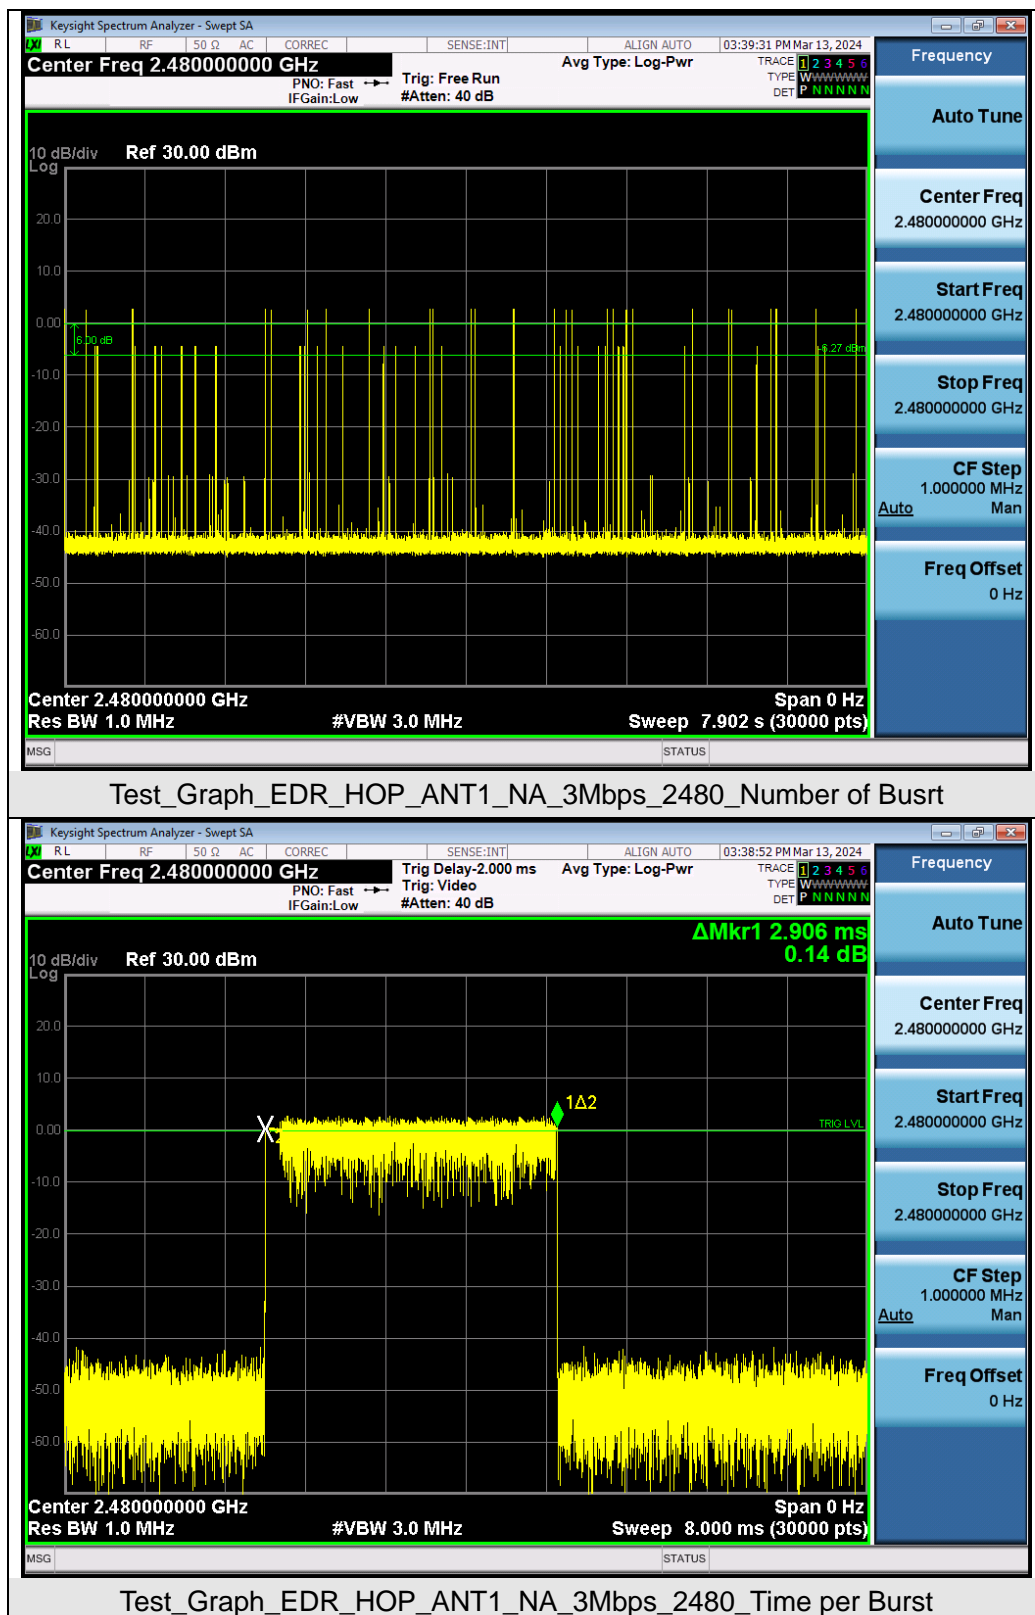 Keysight Spectrum Analyzer - Swept SA
LXI RL RF 50 Ω AC CORREC SENSE:INT ALIGN AUTO 03:39:31 PM Mar 13, 2024
Center Freq 2.480000000 GHz
PNO: Fast
IFGain:Low
Trig: Free Run
#Atten: 40 dB
Avg Type: Log-Pwr
TRACE 1 2 3 4 5 6
TYPE WWWWWW
DET P N N N N N
10 dB/div
Log
Ref 30.00 dBm
20.0
10.0
0.00
6.00 dB
-6.27 dBm
-10.0
-20.0
-30.0
-40.0
-50.0
-60.0
Center 2.480000000 GHz
Span 0 Hz
Res BW 1.0 MHz
#VBW 3.0 MHz
Sweep 7.902 s (30000 pts)
MSG
STATUS
Frequency
Auto Tune
Center Freq
2.480000000 GHz
Start Freq
2.480000000 GHz
Stop Freq
2.480000000 GHz
CF Step
1.000000 MHz
Auto Man
Freq Offset
0 Hz
Test_Graph_EDR_HOP_ANT1_NA_3Mbps_2480_Number of Busrt
Keysight Spectrum Analyzer - Swept SA
LXI RL RF 50 Ω AC CORREC SENSE:INT ALIGN AUTO 03:38:52 PM Mar 13, 2024
Center Freq 2.480000000 GHz
PNO: Fast
IFGain:Low
Trig Delay-2.000 ms
Trig: Video
#Atten: 40 dB
Avg Type: Log-Pwr
TRACE 1 2 3 4 5 6
TYPE WWWWWW
DET P N N N N N
ΔMkr1 2.906 ms
0.14 dB
10 dB/div
Log
Ref 30.00 dBm
20.0
10.0
0.00
1Δ2
TRIG LVL
-10.0
-20.0
-30.0
-40.0
-50.0
-60.0
Center 2.480000000 GHz
Span 0 Hz
Res BW 1.0 MHz
#VBW 3.0 MHz
Sweep 8.000 ms (30000 pts)
MSG
STATUS
Frequency
Auto Tune
Center Freq
2.480000000 GHz
Start Freq
2.480000000 GHz
Stop Freq
2.480000000 GHz
CF Step
1.000000 MHz
Auto Man
Freq Offset
0 Hz
Test_Graph_EDR_HOP_ANT1_NA_3Mbps_2480_Time per Burst